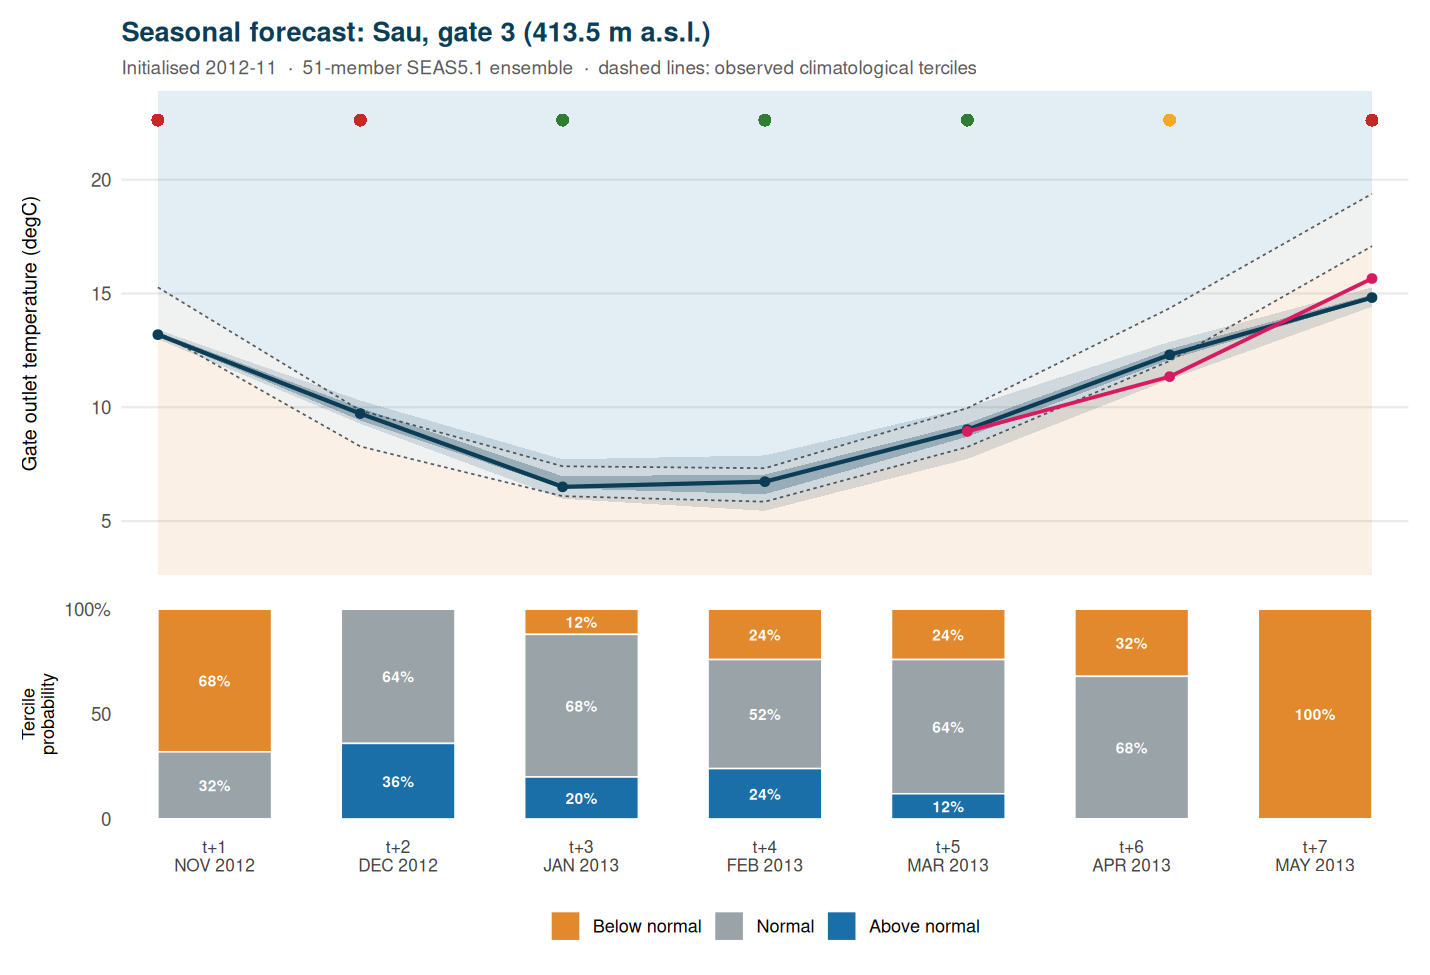 Seasonal forecast: Sau, gate 3 (413.5 m a.s.l.)
Initialised 2012-11 · 51-member SEAS5.1 ensemble · dashed lines: observed climatological terciles
Gate outlet temperature (degC)
20
15
10
5
Tercile
probability
100%
50
0
68%
32%
64%
36%
12%
68%
20%
24%
52%
24%
24%
64%
12%
32%
68%
100%
t+1
NOV 2012
t+2
DEC 2012
t+3
JAN 2013
t+4
FEB 2013
t+5
MAR 2013
t+6
APR 2013
t+7
MAY 2013
Below normal
Normal
Above normal